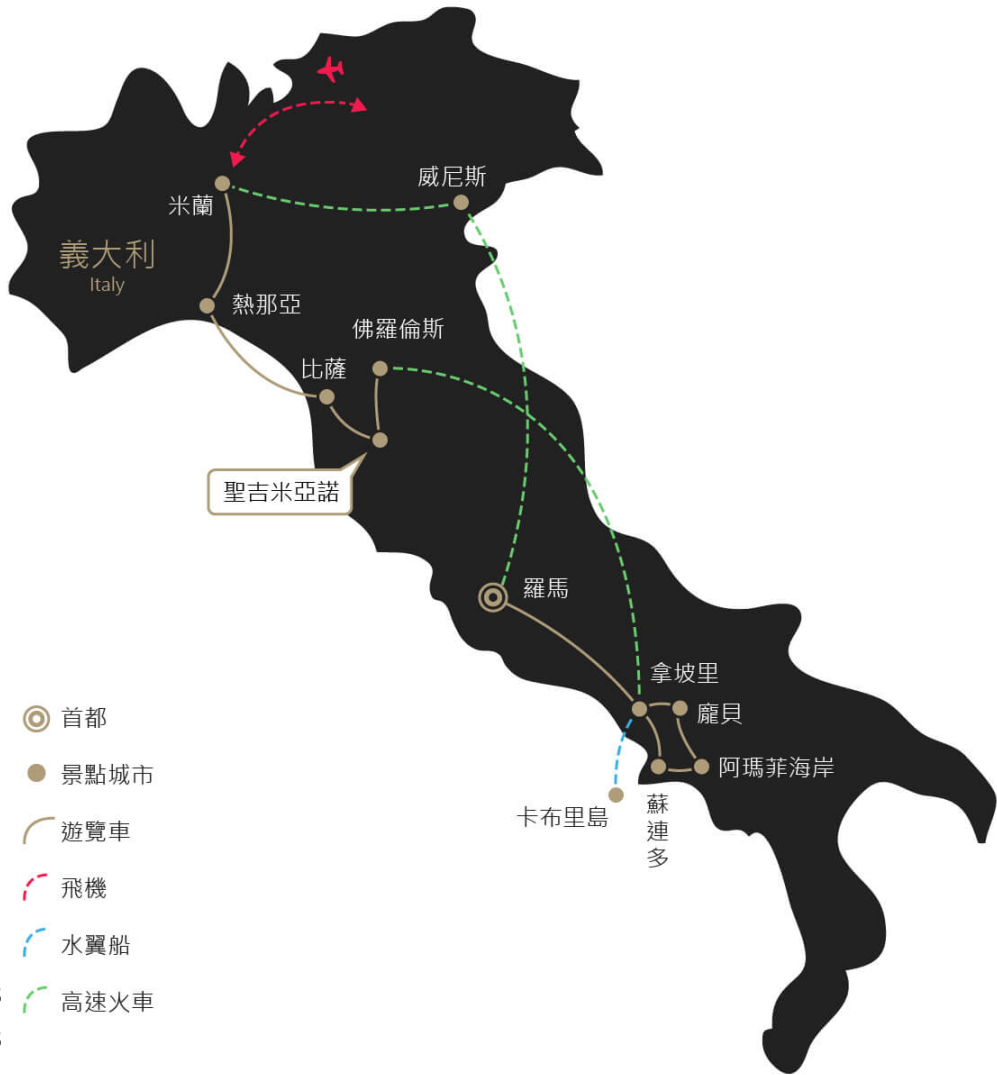 威尼斯
米蘭
義大利
Italy
熱那亞
佛羅倫斯
比薩
聖吉米亞諾
羅馬
拿坡里
龐貝
阿瑪菲海岸
卡布里島
蘇連多
首都
景點城市
遊覽車
飛機
水翼船
高速火車